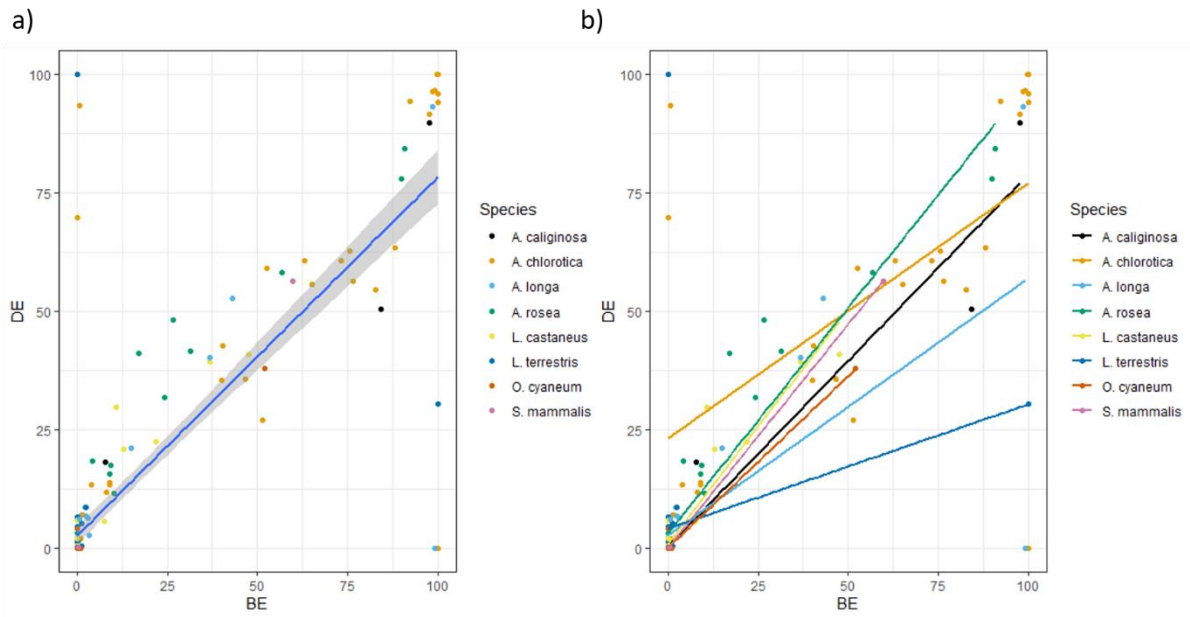 a)
100
75
50
25
0
DE
0 25 50 75 100
BE
Species
A. caliginosa
A. chlorotica
A. longa
A. rosea
L. castaneus
L. terrestris
O. cyaneum
S. mammalis
b)
100
75
50
25
0
DE
0 25 50 75 100
BE
Species
A. caliginosa
A. chlorotica
A. longa
A. rosea
L. castaneus
L. terrestris
O. cyaneum
S. mammalis